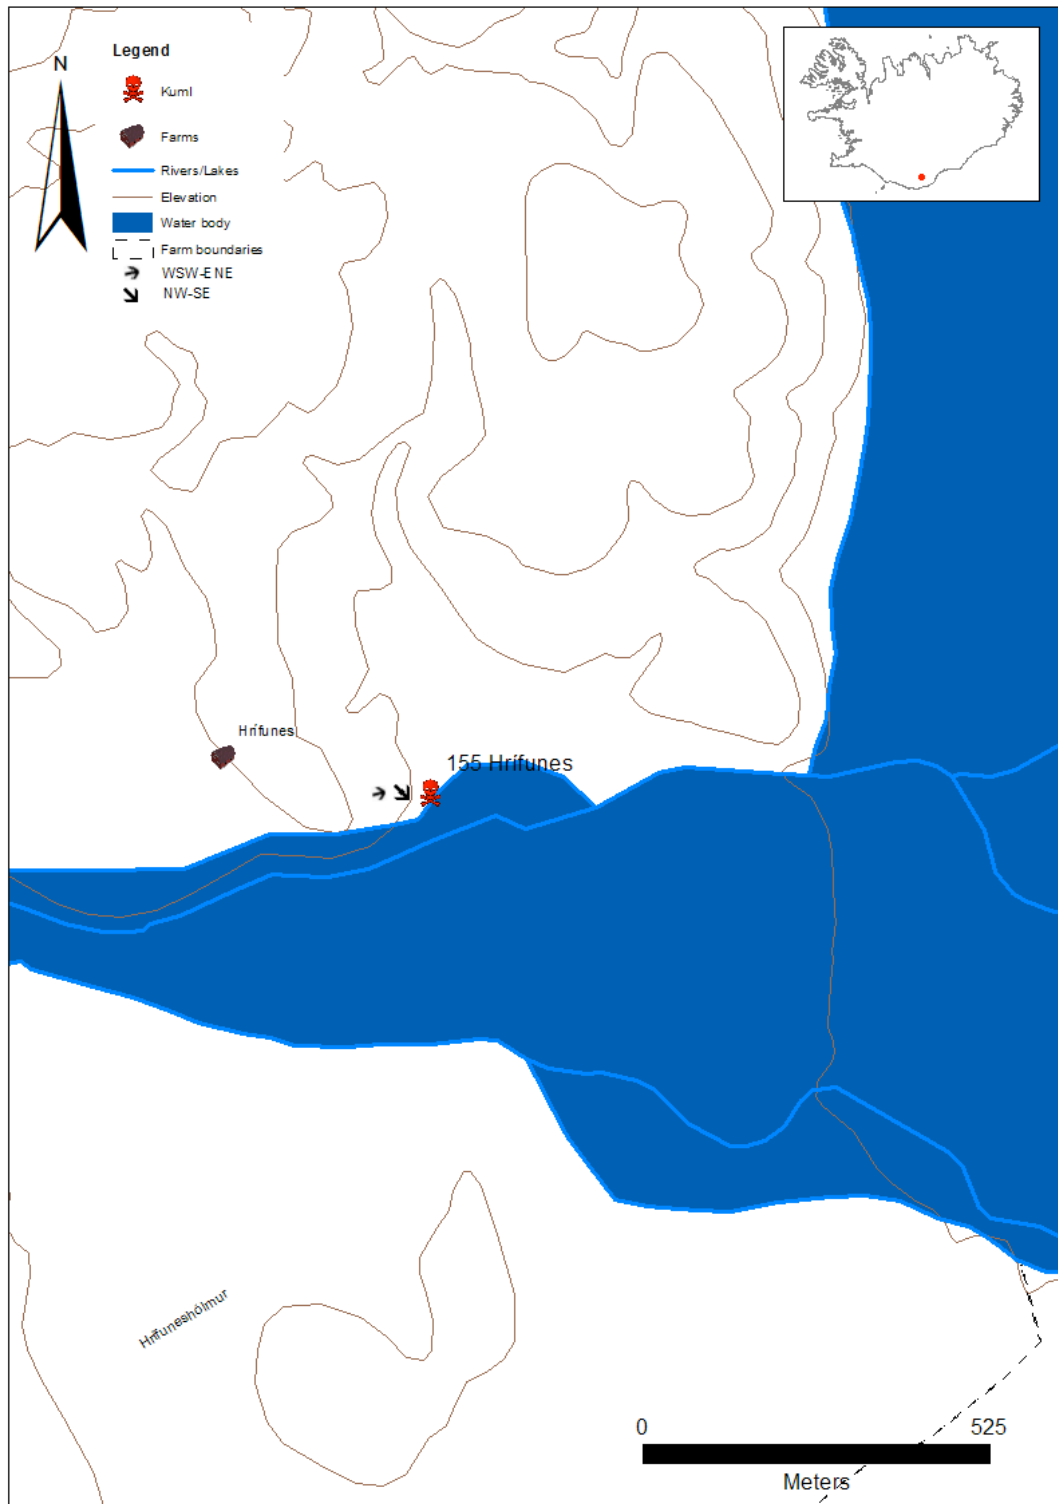 Legend
N
Kuml
Farms
Rivers/Lakes
Elevation
Water body
Farm boundaries
WSW-ENE
NW-SE
Hrífunes
155 Hrífunes
Hrífuneshólmur
0 525
Meters